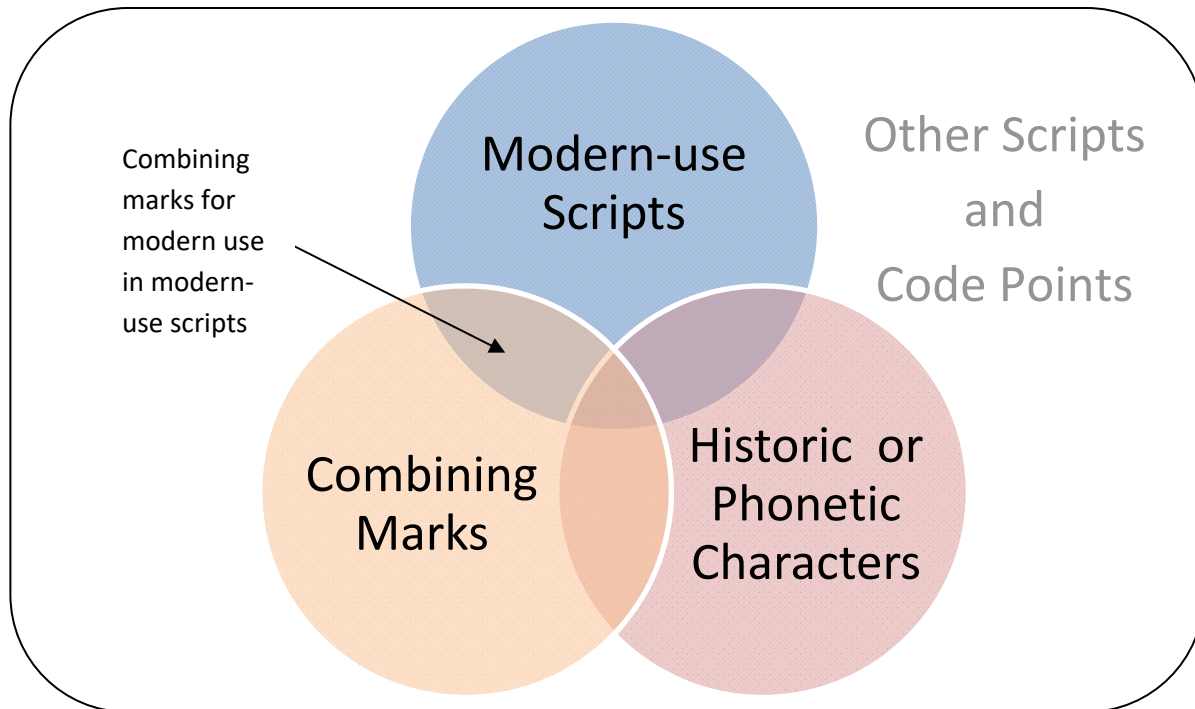 Combining
marks for
modern use
in modern-
use scripts
Modern-use
Scripts
Other Scripts
and
Code Points
Combining
Marks
Historic or
Phonetic
Characters